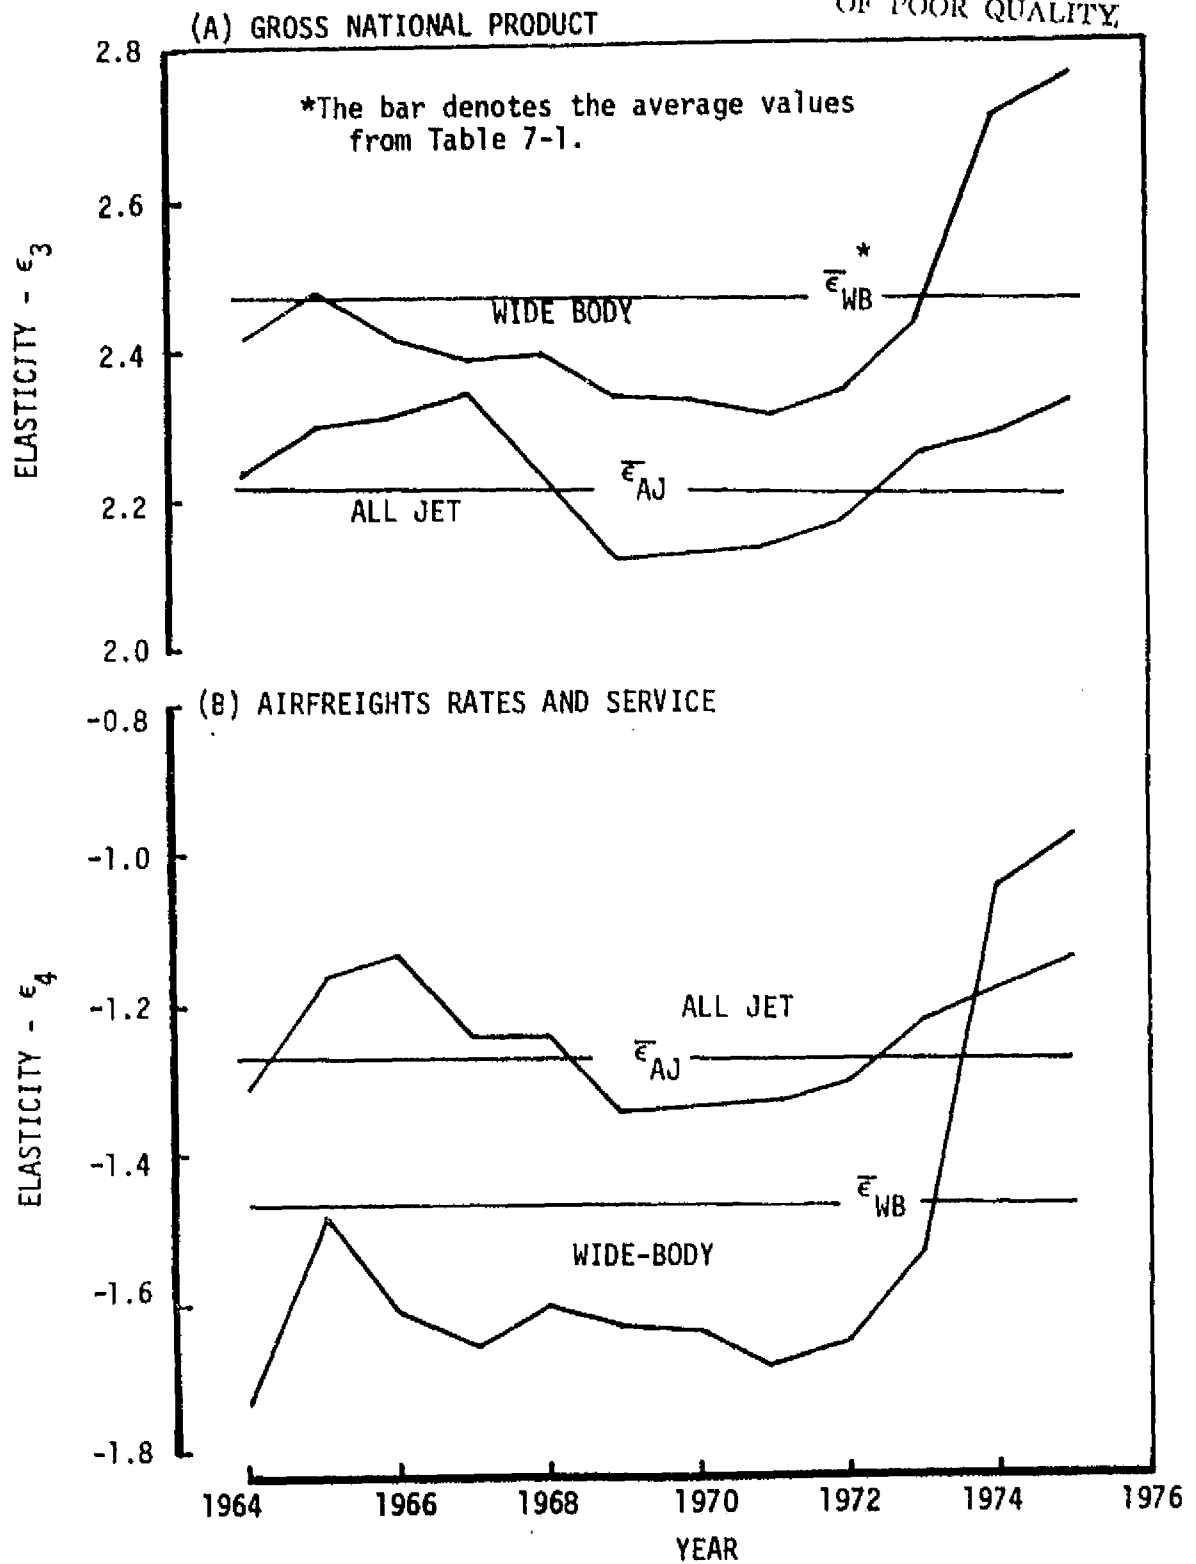 OF POOR QUALITY
(A) GROSS NATIONAL PRODUCT
2.8
*The bar denotes the average values
from Table 7-1.
2.6
ELASTICITY - ϵ3
*
ϵ̅WB
WIDE BODY
2.4
ϵ̅AJ
2.2
ALL JET
2.0
(B) AIRFREIGHTS RATES AND SERVICE
-0.8
-1.0
ELASTICITY - ϵ4
-1.2
ALL JET
ϵ̅AJ
-1.4
ϵ̅WB
WIDE-BODY
-1.6
-1.8
1964 1966 1968 1970 1972 1974 1976
YEAR